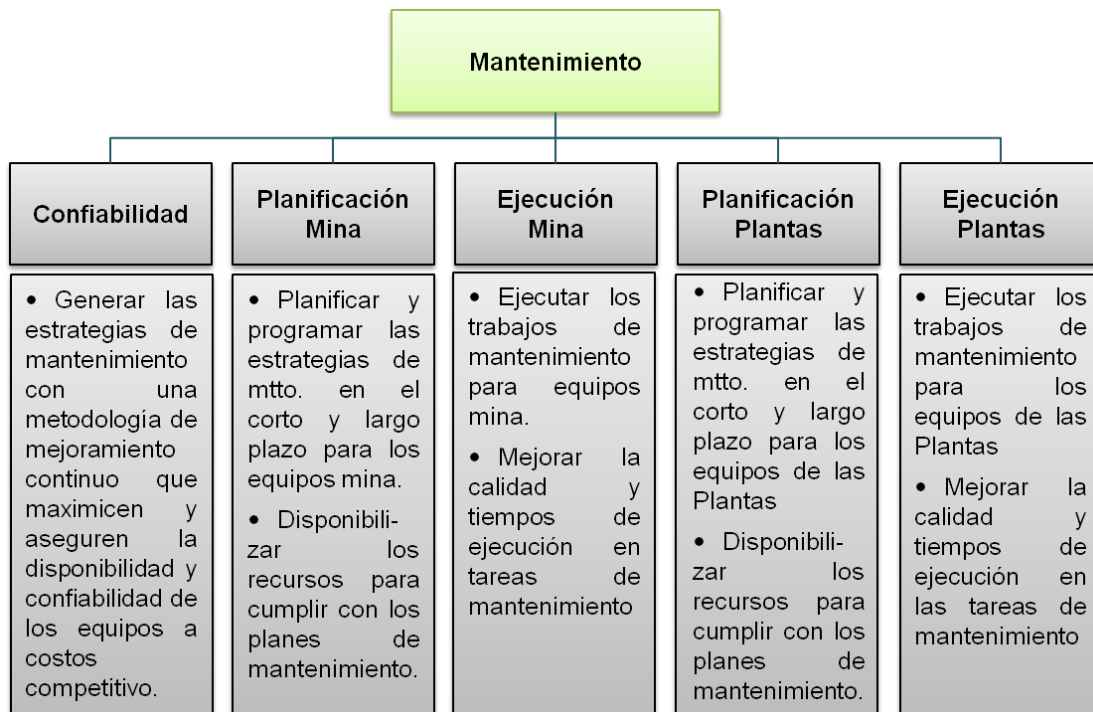 Mantenimiento
Confiabilidad
Planificación
Mina
Ejecución
Mina
Planificación
Plantas
Ejecución
Plantas
• Generar las
estrategias de
mantenimiento
con una
metodología de
mejoramiento
continuo que
maximicen y
aseguren la
disponibilidad y
confiabilidad de
los equipos a
costos
competitivo.
• Planificar y
programar las
estrategias de
mtto. en el
corto y largo
plazo para los
equipos mina.
• Disponibili-
zar los
recursos para
cumplir con los
planes de
mantenimiento.
• Ejecutar los
trabajos de
mantenimiento
para equipos
mina.
• Mejorar la
calidad y
tiempos de
ejecución en
tareas de
mantenimiento
• Planificar y
programar las
estrategias de
mtto. en el
corto y largo
plazo para los
equipos de las
Plantas
• Disponibili-
zar los
recursos para
cumplir con los
planes de
mantenimiento.
• Ejecutar los
trabajos de
mantenimiento
para los
equipos de las
Plantas
• Mejorar la
calidad y
tiempos de
ejecución en
las tareas de
mantenimiento